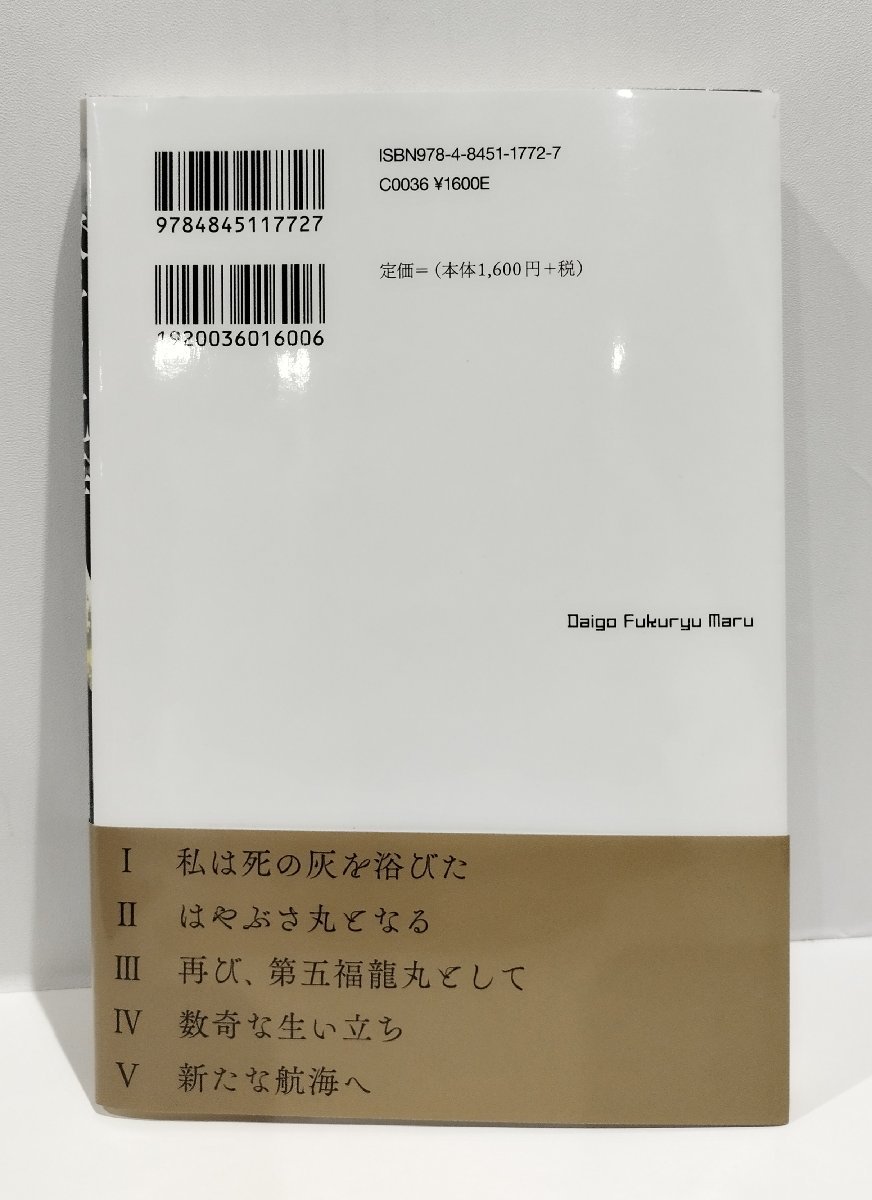 ISBN978-4-8451-1772-7
C0036 ¥1600E
9784845117727
定価=(本体1,600円+税)
1920036016006
Daigo Fukuryu Maru
I 私は死の灰を浴びた
II はやぶさ丸となる
III 再び、第五福龍丸として
IV 数奇な生い立ち
V 新たな航海へ